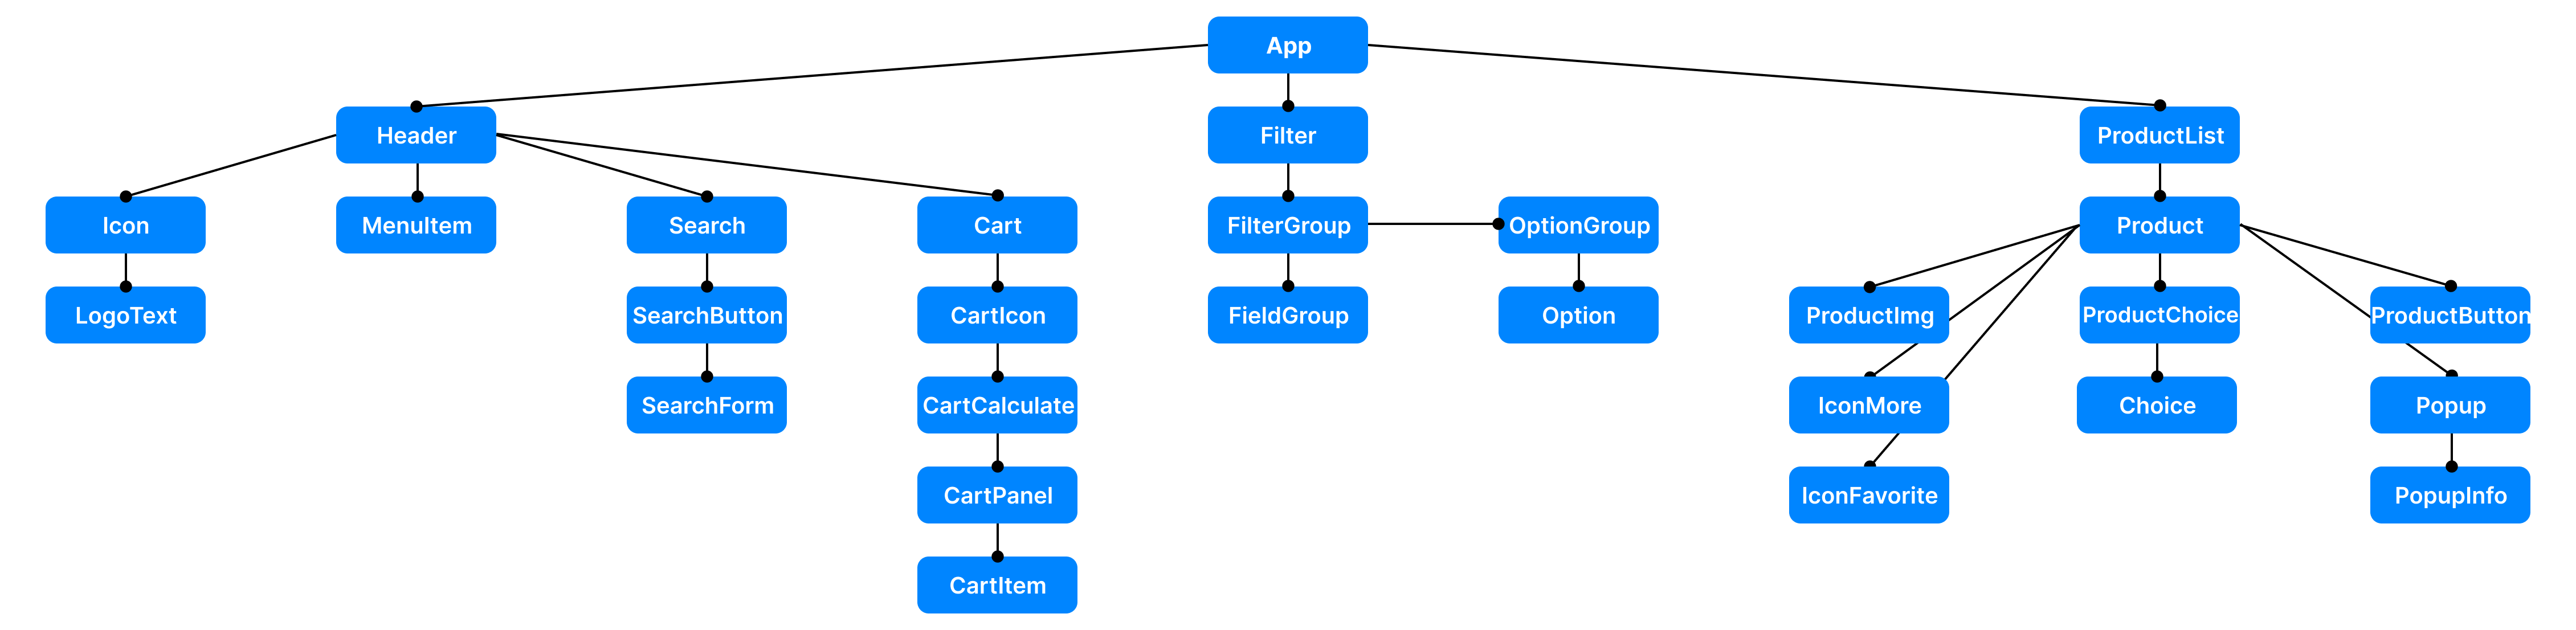 App
Header
Filter
ProductList
Icon
MenuItem
Search
Cart
FilterGroup
OptionGroup
Product
LogoText
SearchButton
CartIcon
FieldGroup
Option
ProductImg
ProductChoice
ProductButton
SearchForm
CartCalculate
IconMore
Choice
Popup
CartPanel
IconFavorite
PopupInfo
CartItem